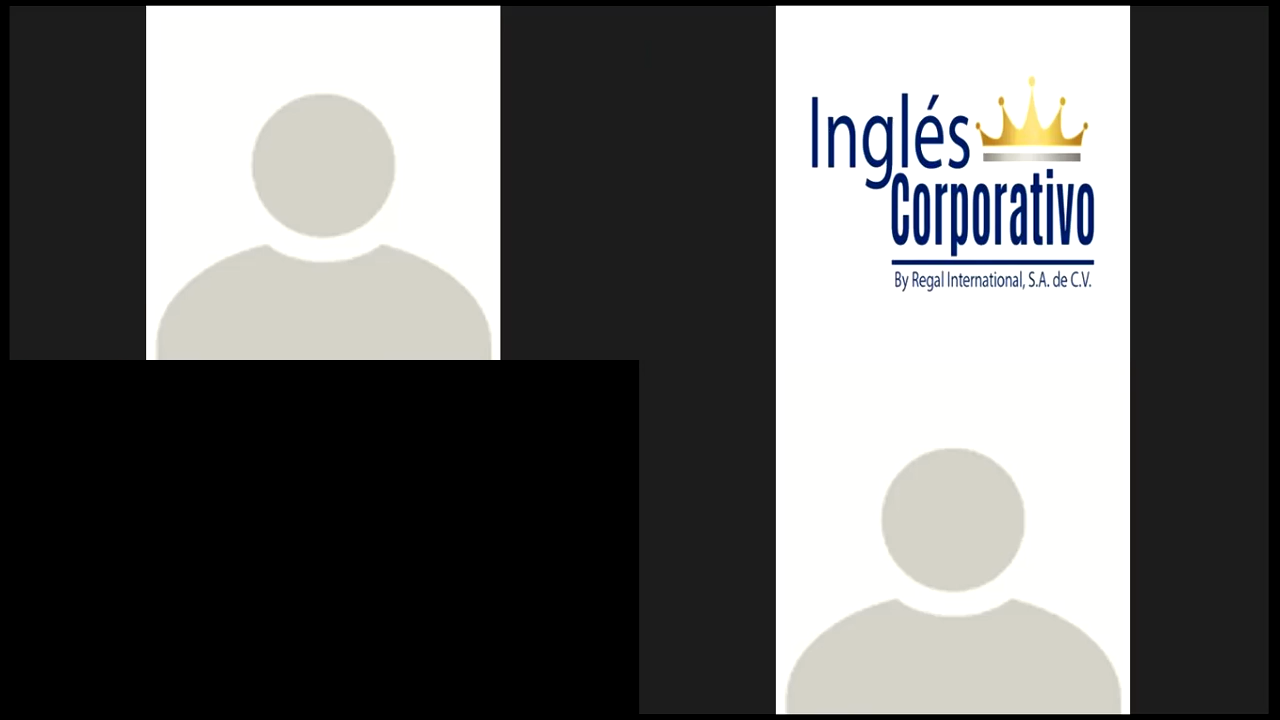 Inglés
Corporativo
By Regal International, S.A. de C.V.